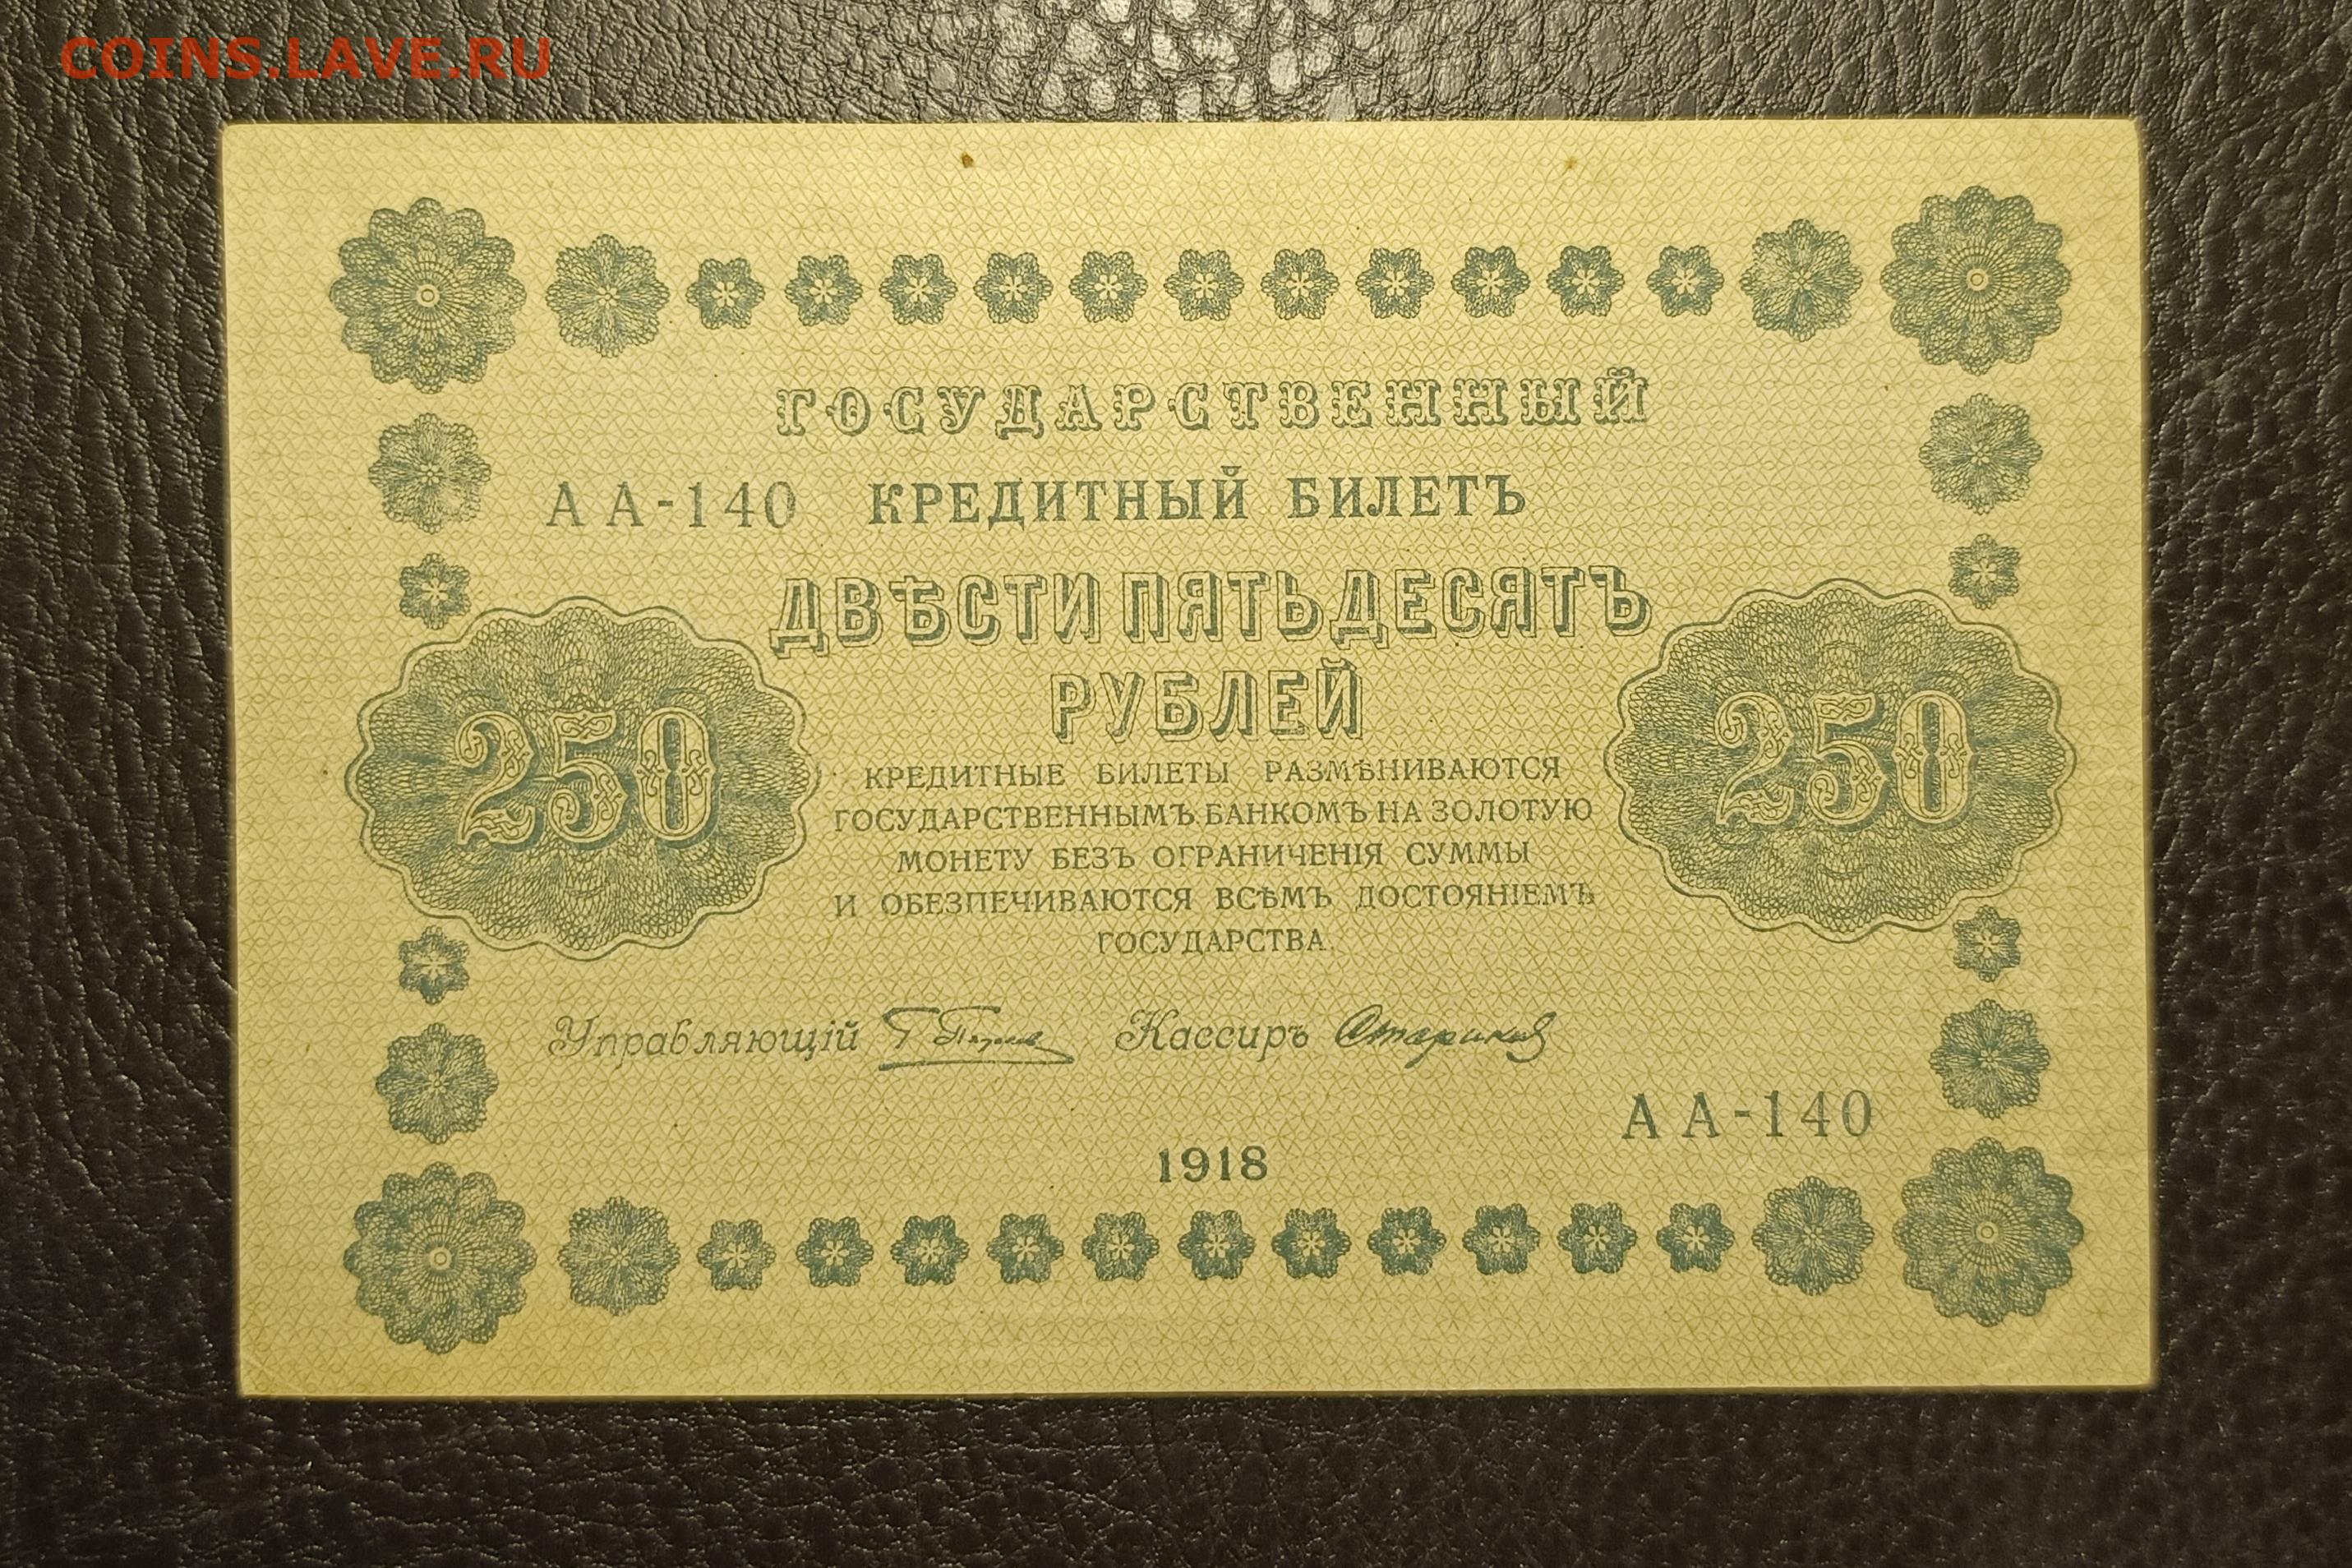 COINS.LAVE.RU
ГОСУДАРСТВЕННЫЙ
АА-140 КРЕДИТНЫЙ БИЛЕТЪ
ДВѢСТИ ПЯТЬДЕСЯТЪ
РУБЛЕЙ
250
250
КРЕДИТНЫЕ БИЛЕТЫ РАЗМѢНИВАЮТСЯ
ГОСУДАРСТВЕННЫМЪ БАНКОМЪ НА ЗОЛОТУЮ
МОНЕТУ БЕЗЪ ОГРАНИЧЕНІЯ СУММЫ
И ОБЕЗПЕЧИВАЮТСЯ ВСѢМЪ ДОСТОЯНІЕМЪ
ГОСУДАРСТВА.
Управляющій Кассиръ
АА-140
1918